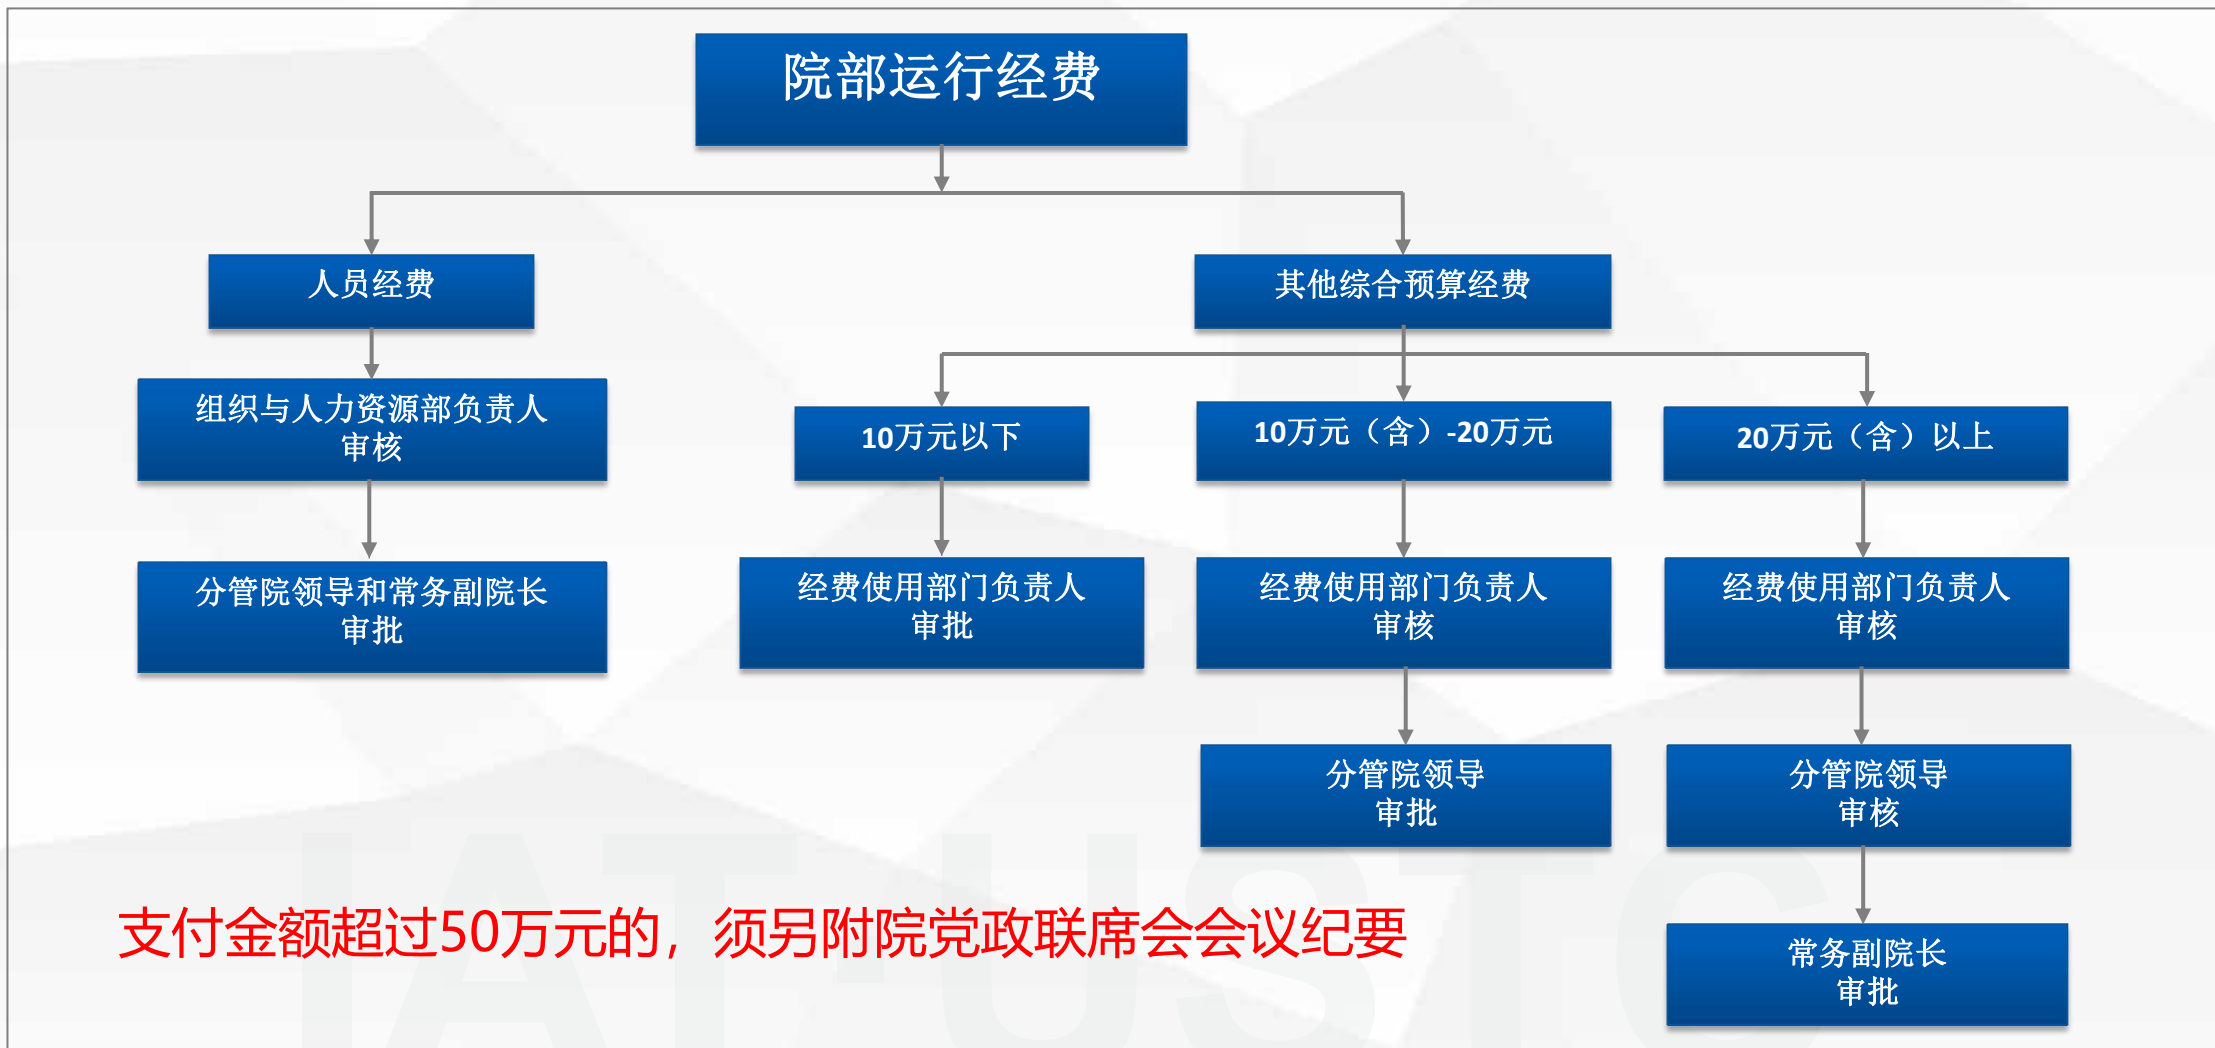 院部运行经费
人员经费
其他综合预算经费
组织与人力资源部负责人
审核
10万元以下
10万元（含）-20万元
20万元（含）以上
分管院领导和常务副院长
审批
经费使用部门负责人
审批
经费使用部门负责人
审核
经费使用部门负责人
审核
分管院领导
审批
分管院领导
审核
支付金额超过50万元的，须另附院党政联席会会议纪要
常务副院长
审批
IAT·USTC